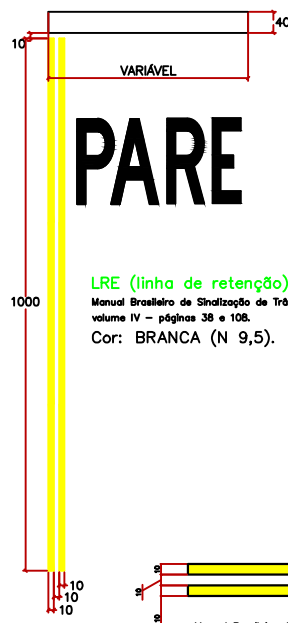 40
10
VARIÁVEL
PARE
LRE (linha de retenção)
Manual Brasileiro de Sinalização de
volume IV – páginas 38 e 108.
1000
Cor: BRANCA (N 9,5).
10
10
10
10
10
10